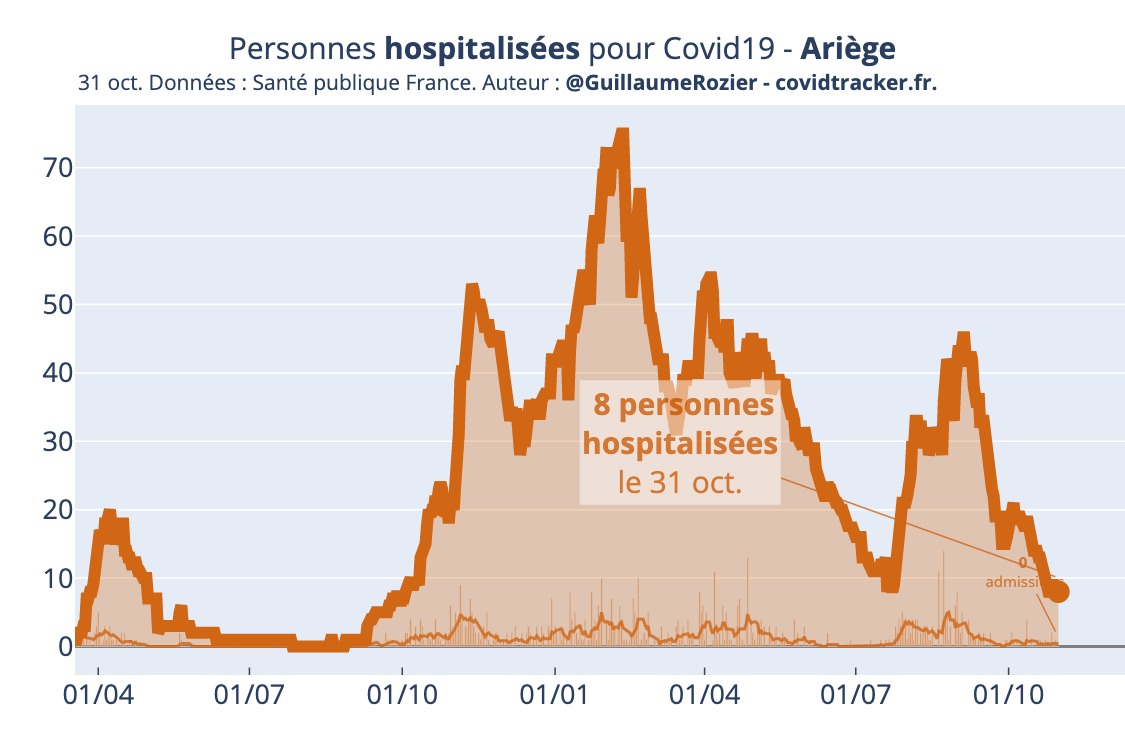 Personnes hospitalisées pour Covid19 - Ariège
31 oct. Données : Santé publique France. Auteur : @GuillaumeRozier - covidtracker.fr.
70
60
50
40
30
20
10
0
8 personnes
hospitalisées
le 31 oct.
0
admissi
01/04
01/07
01/10
01/01
01/04
01/07
01/10